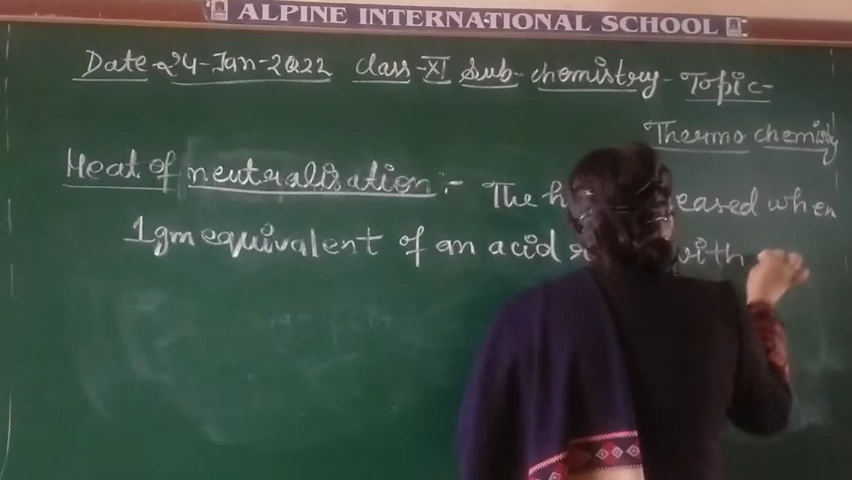 ALPINE INTERNATIONAL SCHOOL
Date-24-Jan-2022 Class-XI Sub-chemistry-Topic-
Thermo chemistry
Heat of neutralisation:- The when
1gm equivalent of an acid with